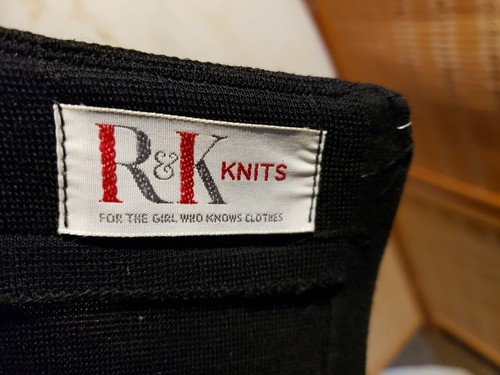 R&K KNITS
FOR THE GIRL WHO KNOWS CLOTHES